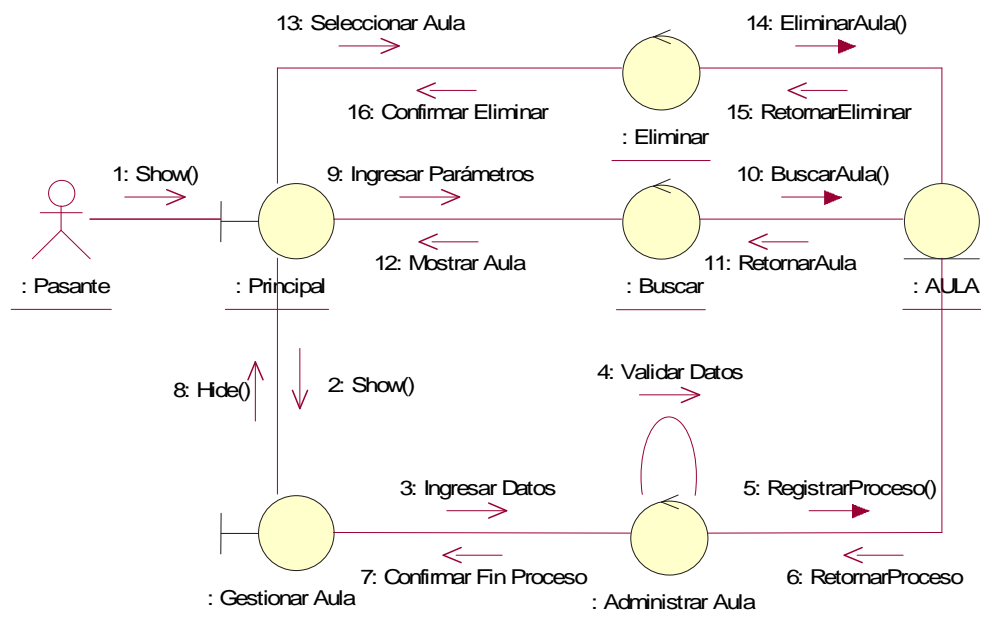 13: Seleccionar Aula
14: EliminarAula()
16: Confirmar Eliminar
15: RetornarEliminar
: Eliminar
1: Show()
9: Ingresar Parámetros
10: BuscarAula()
12: Mostrar Aula
11: RetornarAula
: Pasante
: Principal
: Buscar
: AULA
8: Hide()
2: Show()
4: Validar Datos
3: Ingresar Datos
5: RegistrarProceso()
7: Confirmar Fin Proceso
6: RetornarProceso
: Gestionar Aula
: Administrar Aula